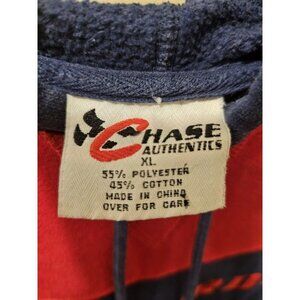 CHASE
AUTHENTICS
XL
55% POLYESTER
45% COTTON
MADE IN CHINA
OVER FOR CARE